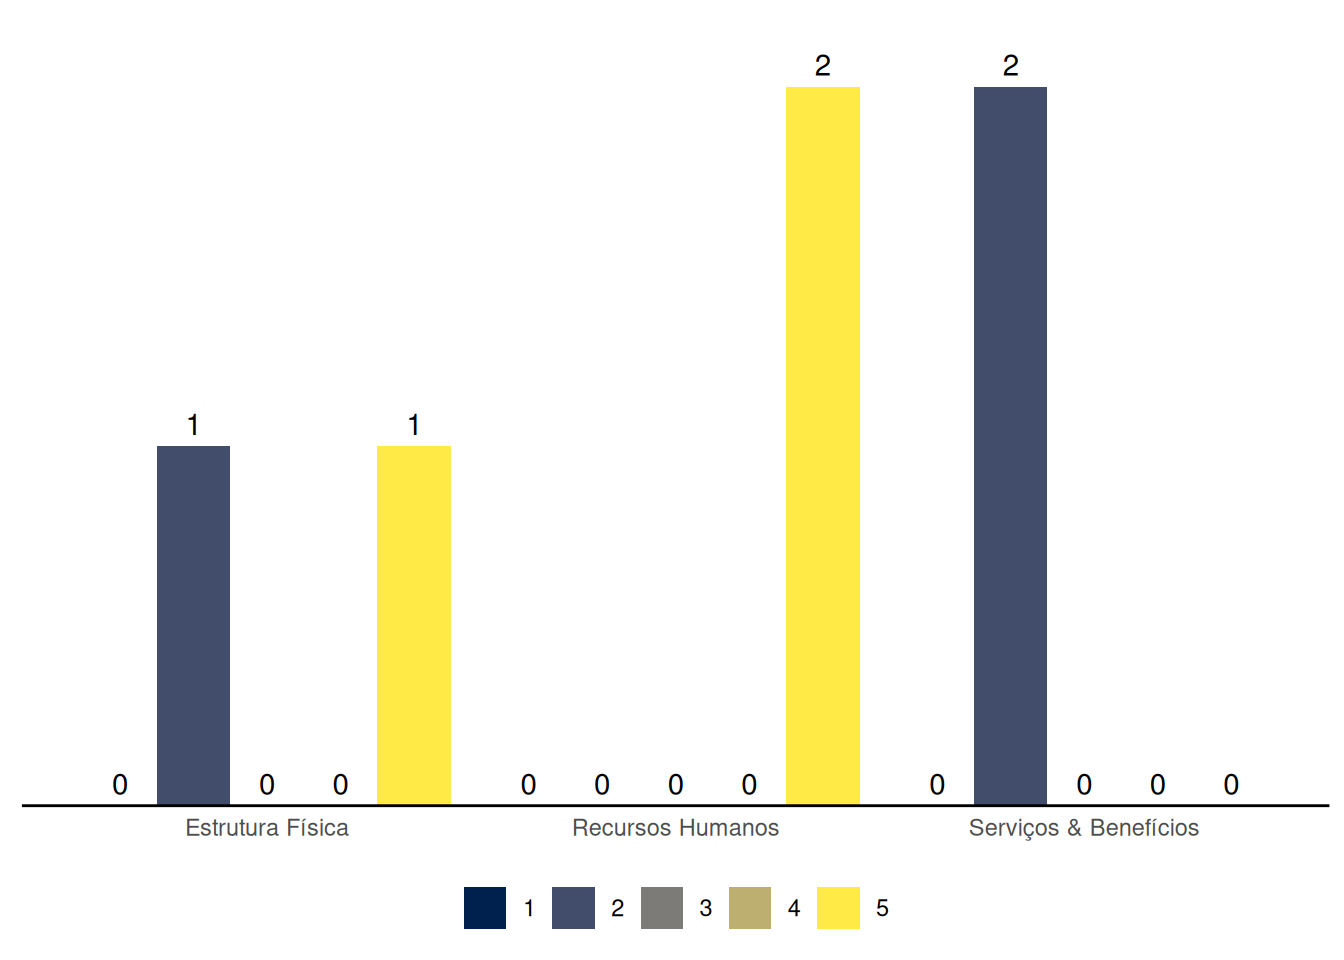 2 2
1 1
0 0 0 0 0 0 0 0 0 0 0
Estrutura Física Recursos Humanos Serviços & Benefícios
1 2 3 4 5